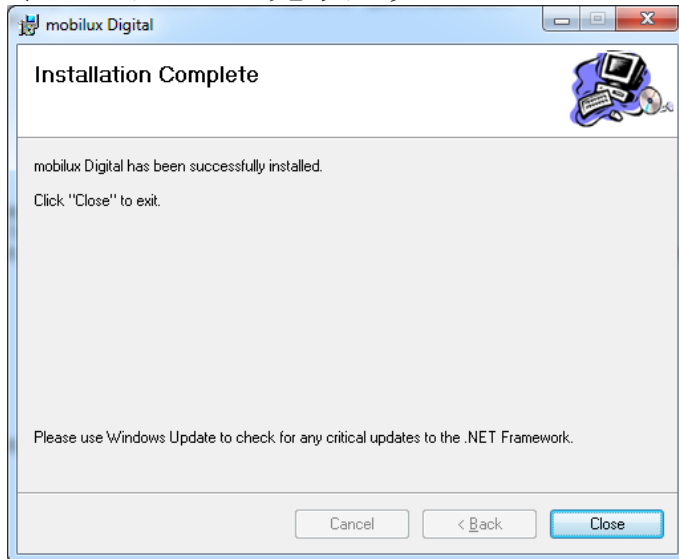 mobilux Digital
Installation Complete
mobilux Digital has been successfully installed.
Click "Close" to exit.
Please use Windows Update to check for any critical updates to the .NET Framework.
Cancel
< Back
Close